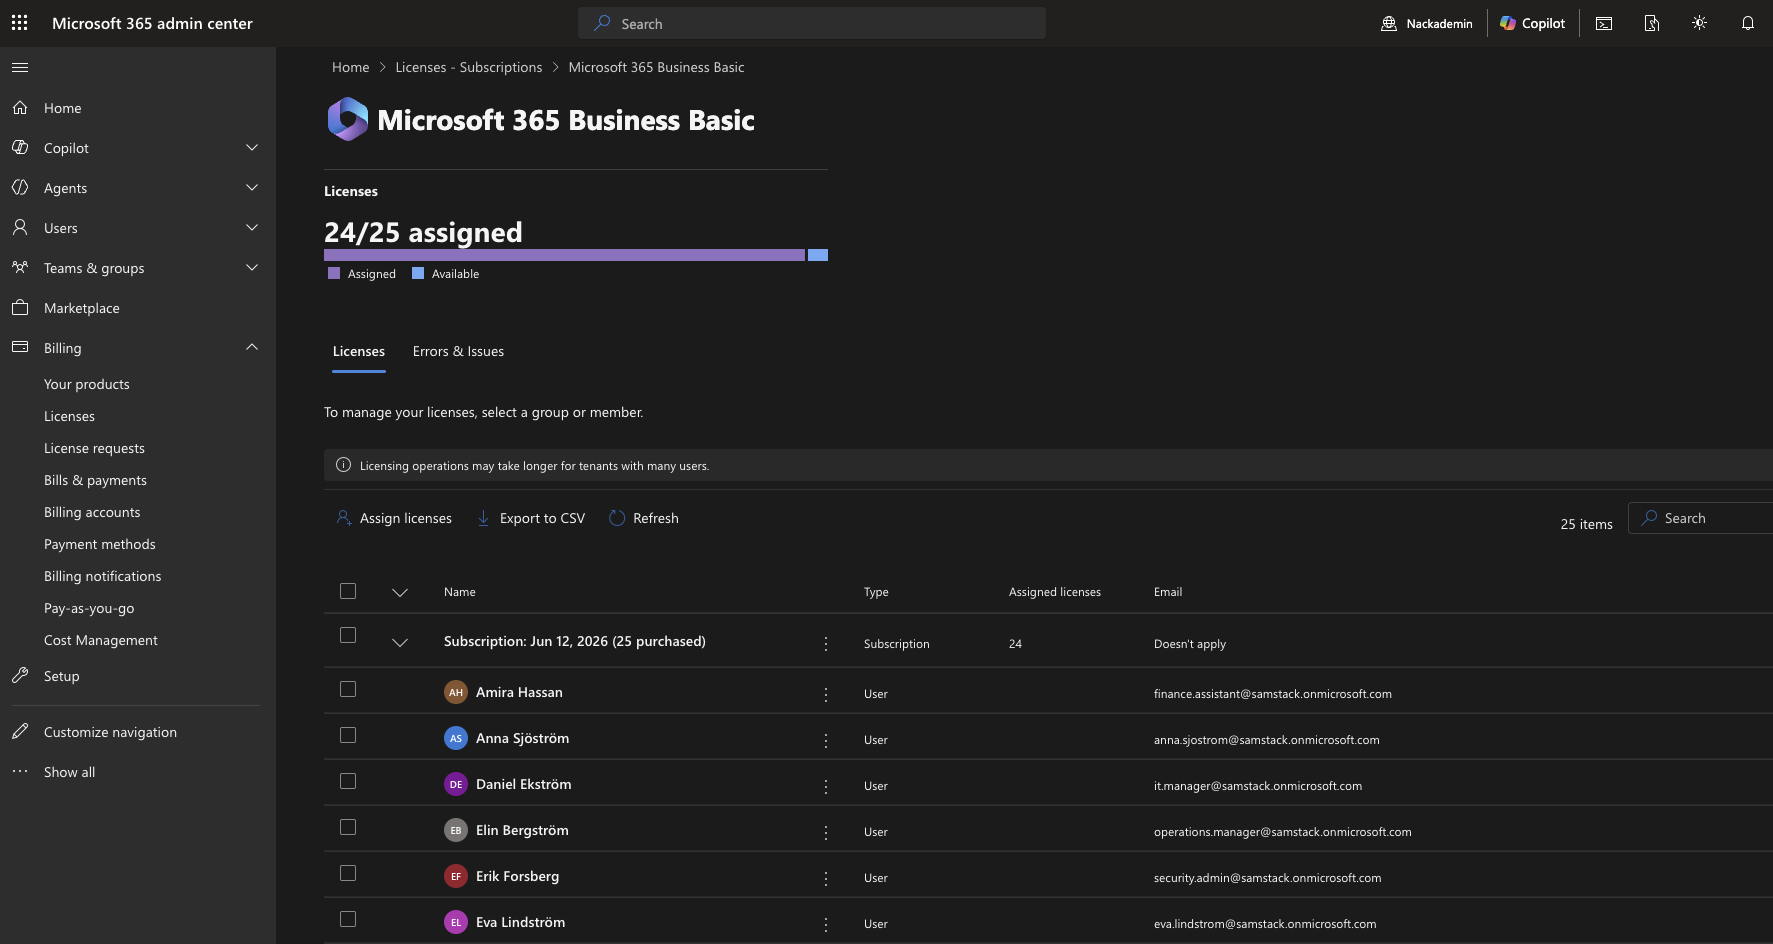 Microsoft 365 admin center
Search
Nackademin
Copilot
Home
Copilot
Agents
Users
Teams & groups
Marketplace
Billing
Your products
Licenses
License requests
Bills & payments
Billing accounts
Payment methods
Billing notifications
Pay-as-you-go
Cost Management
Setup
Customize navigation
Show all
Home > Licenses - Subscriptions > Microsoft 365 Business Basic
Microsoft 365 Business Basic
Licenses
24/25 assigned
Assigned Available
Licenses Errors & Issues
To manage your licenses, select a group or member.
Licensing operations may take longer for tenants with many users.
Assign licenses Export to CSV Refresh 25 items Search
Name Type Assigned licenses Email
Subscription: Jun 12, 2026 (25 purchased) Subscription 24 Doesn't apply
AH Amira Hassan User finance.assistant@samstack.onmicrosoft.com
AS Anna Sjöström User anna.sjostrom@samstack.onmicrosoft.com
DE Daniel Ekström User it.manager@samstack.onmicrosoft.com
EB Elin Bergström User operations.manager@samstack.onmicrosoft.com
EF Erik Forsberg User security.admin@samstack.onmicrosoft.com
EL Eva Lindström User eva.lindstrom@samstack.onmicrosoft.com